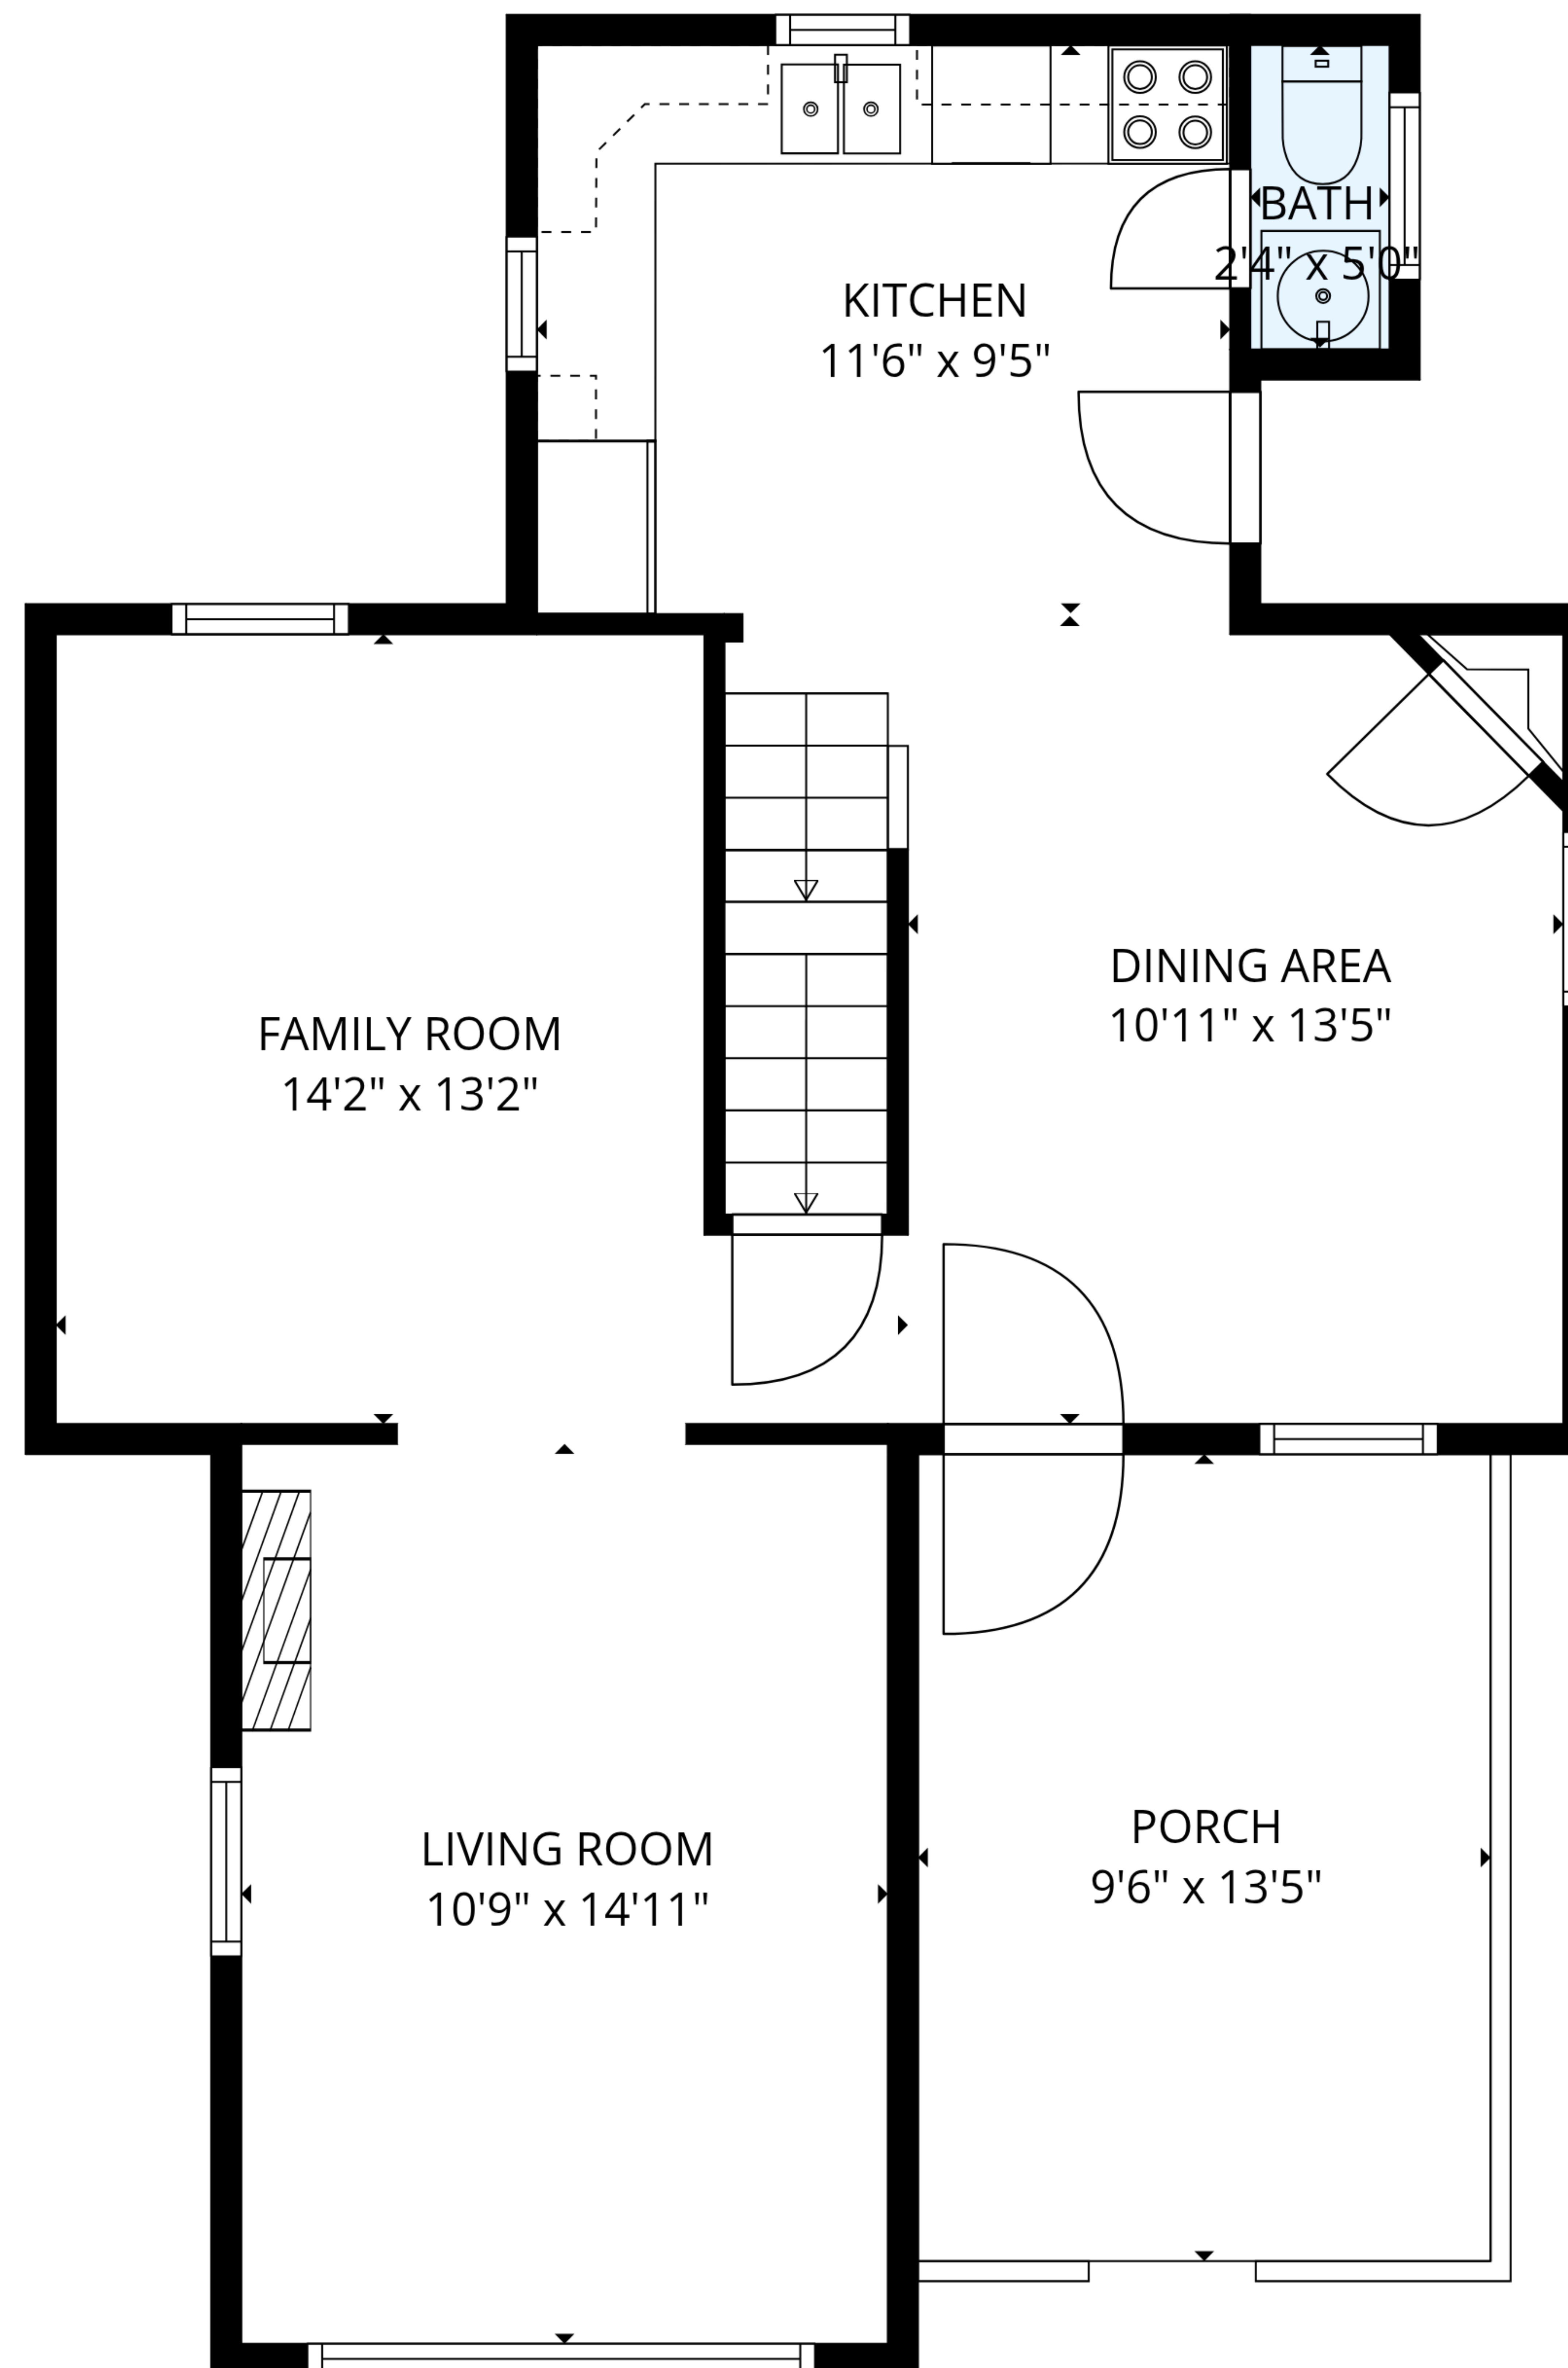 BATH
2'4" x 5'0"
KITCHEN
11'6" x 9'5"
DINING AREA
10'11" x 13'5"
FAMILY ROOM
14'2" x 13'2"
PORCH
9'6" x 13'5"
LIVING ROOM
10'9" x 14'11"